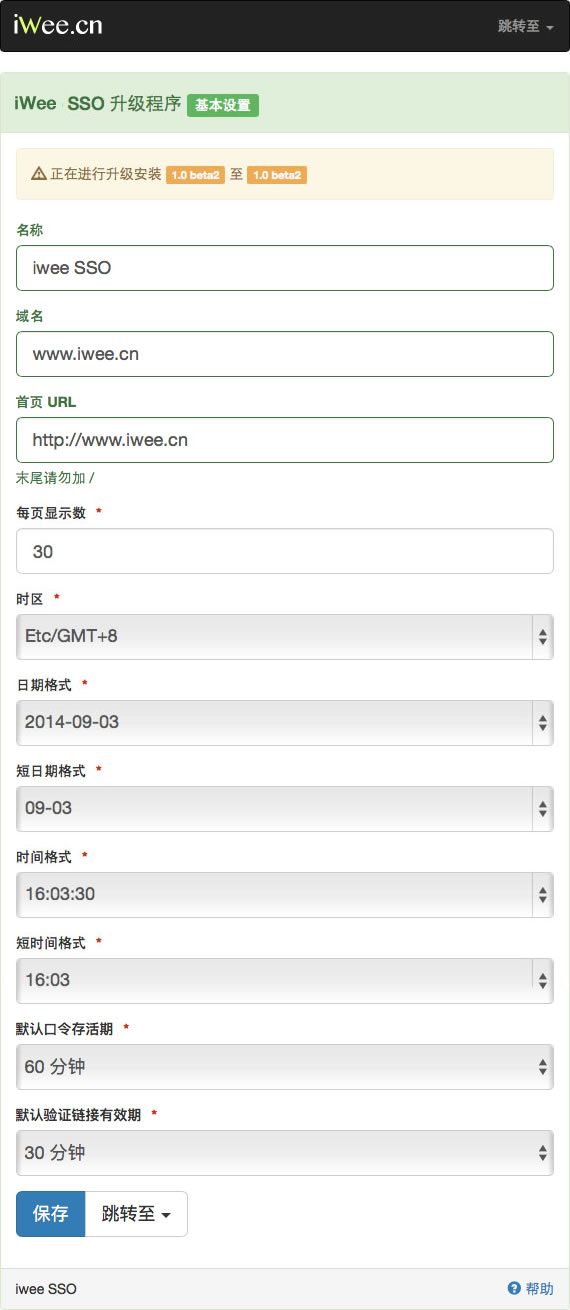 iWee.cn 跳转至
iWee SSO 升级程序 基本设置
正在进行升级安装 1.0 beta2 至 1.0 beta2
名称
iwee SSO
域名
www.iwee.cn
首页 URL
http://www.iwee.cn
末尾请勿加 /
每页显示数 *
30
时区 *
Etc/GMT+8
日期格式 *
2014-09-03
短日期格式 *
09-03
时间格式 *
16:03:30
短时间格式 *
16:03
默认口令存活期 *
60 分钟
默认验证链接有效期 *
30 分钟
保存 跳转至
iwee SSO 帮助